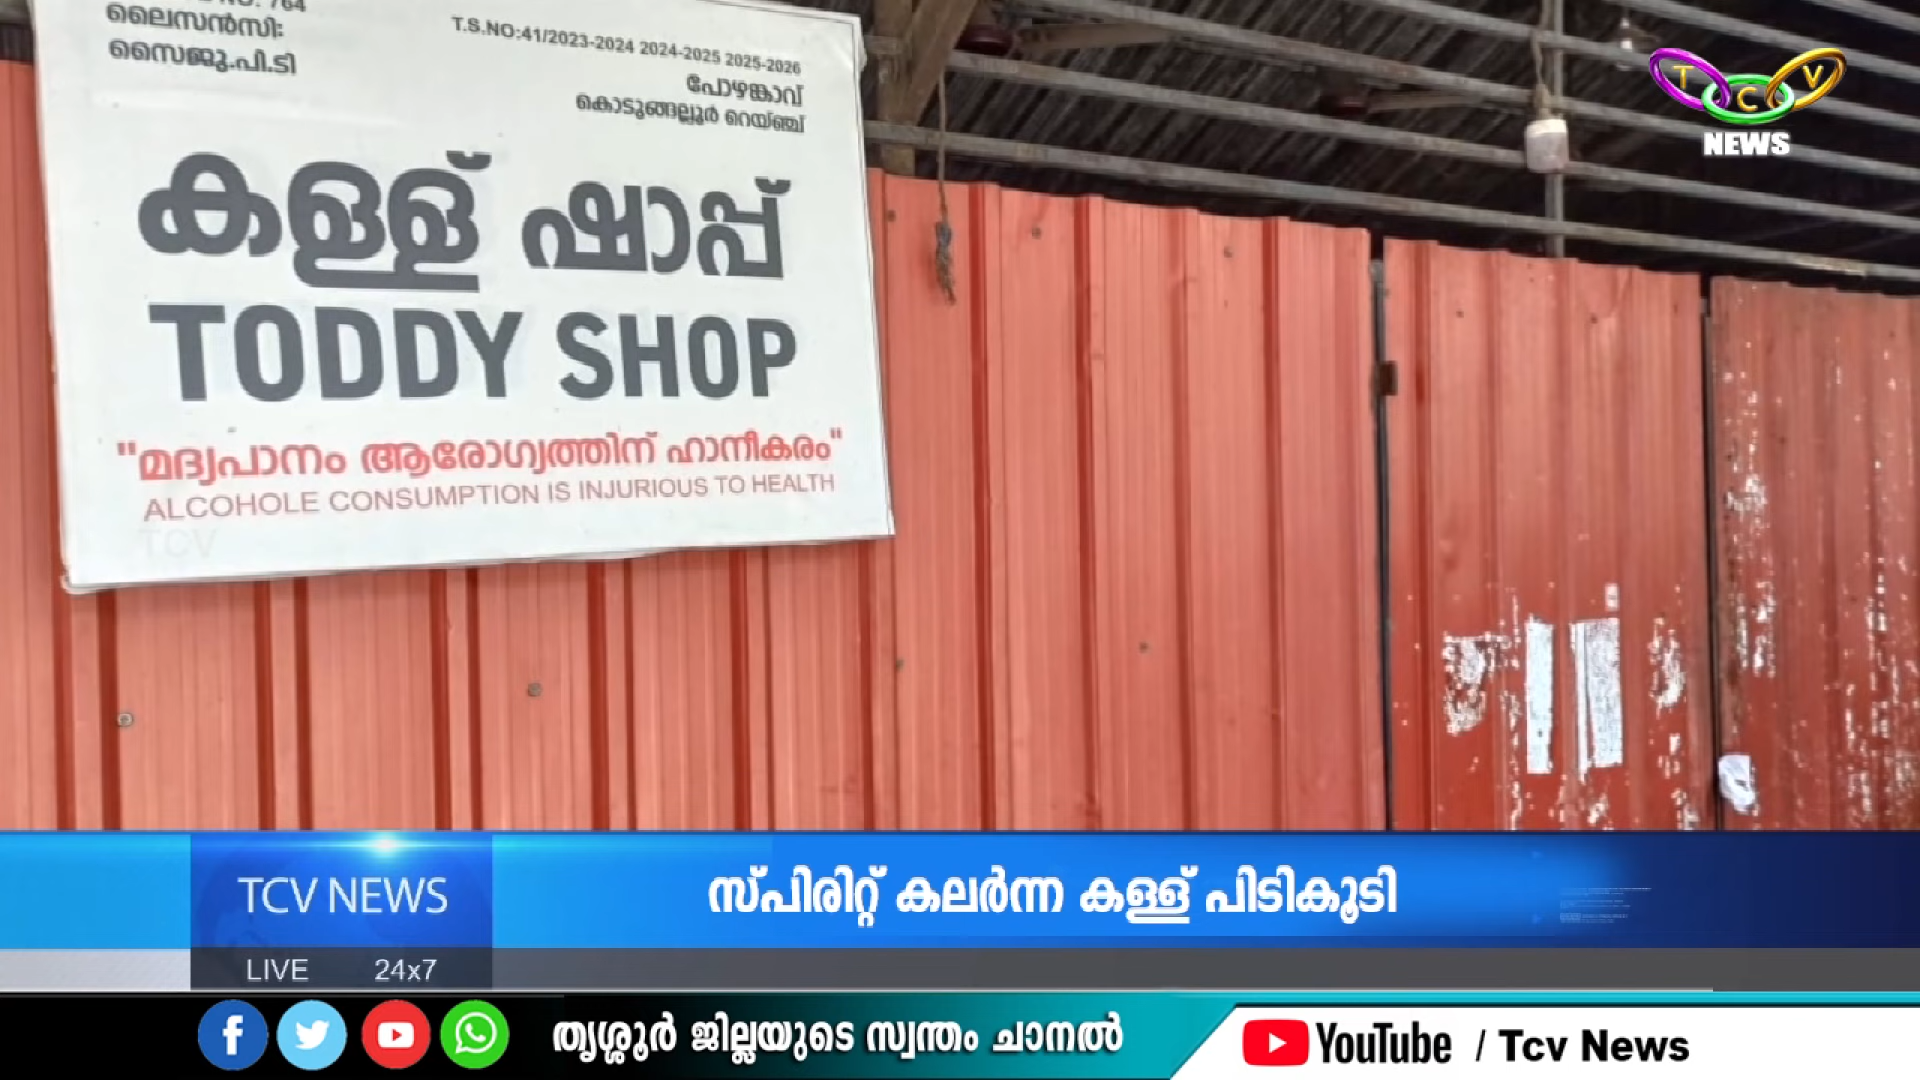 NO: 764
ലൈസൻസി:
സൈജു.പി.ടി
T.S.NO:41/2023-2024 2024-2025 2025-2026
പോഴങ്കാവ്
കൊടുങ്ങല്ലൂർ റെയ്ഞ്ച്
കള്ള് ഷാപ്പ്
TODDY SHOP
"മദ്യപാനം ആരോഗ്യത്തിന് ഹാനീകരം"
ALCOHOLE CONSUMPTION IS INJURIOUS TO HEALTH
TCV
T C V
NEWS
TCV NEWS
സ്പിരിറ്റ് കലർന്ന കള്ള് പിടികൂടി
LIVE 24x7
തൃശ്ശൂർ ജില്ലയുടെ സ്വന്തം ചാനൽ
YouTube / Tcv News